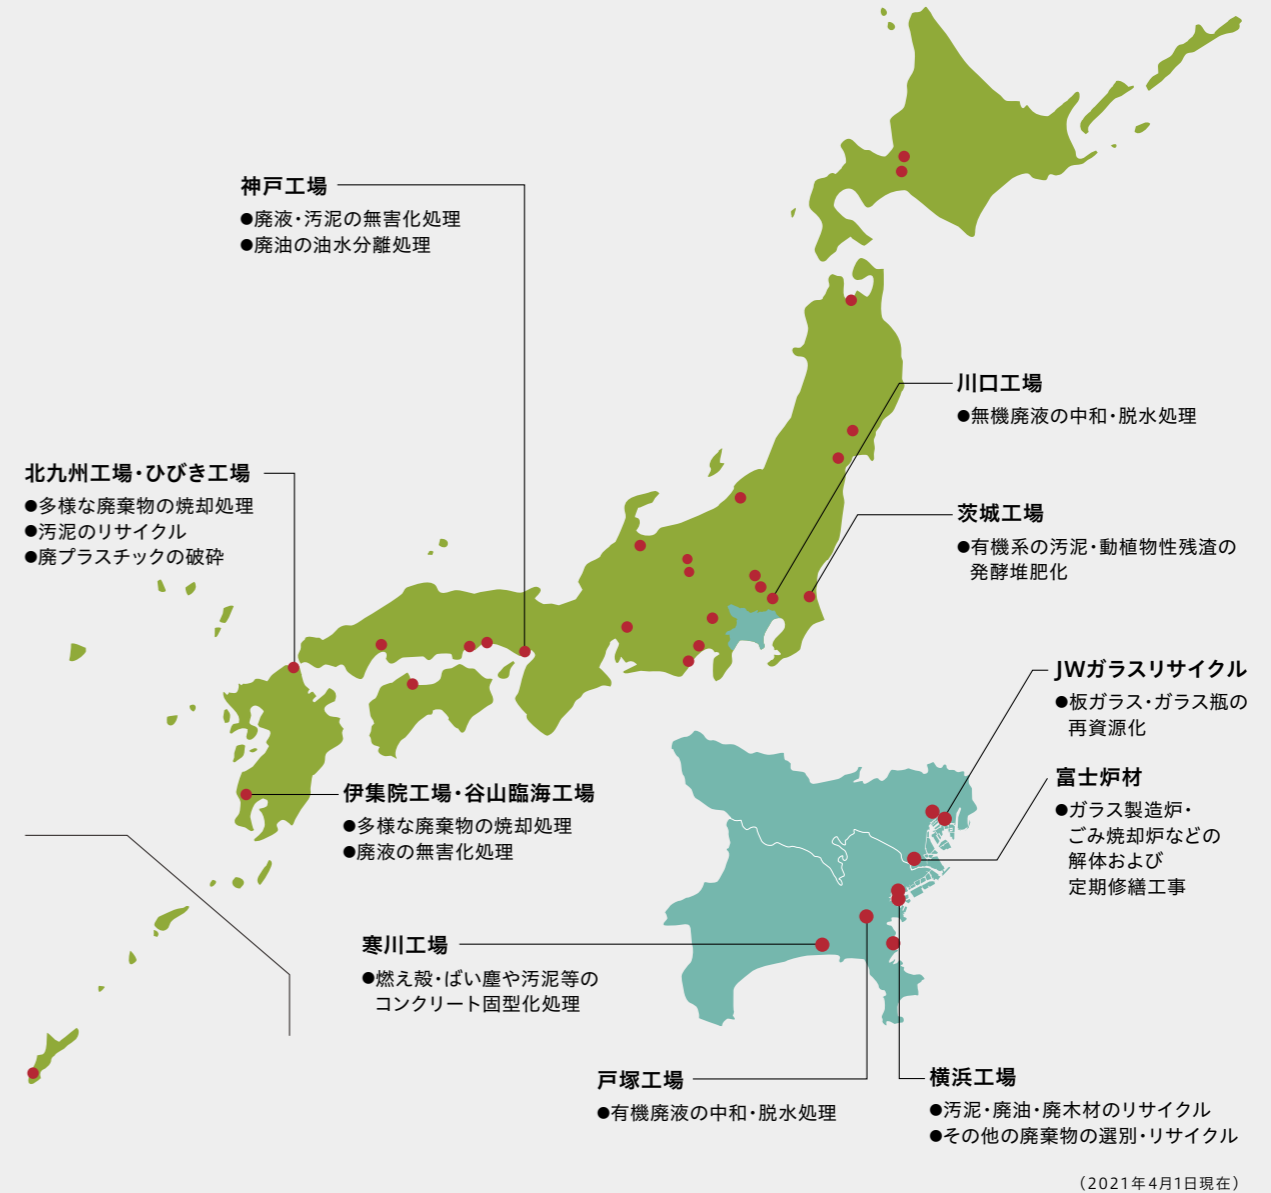 神戸工場
●廃液・汚泥の無害化処理
●廃油の油水分離処理
川口工場
●無機廃液の中和・脱水処理
北九州工場・ひびき工場
●多様な廃棄物の焼却処理
●汚泥のリサイクル
●廃プラスチックの破砕
茨城工場
●有機系の汚泥・動植物性残渣の
発酵堆肥化
JWガラスリサイクル
●板ガラス・ガラス瓶の
再資源化
富士炉材
●ガラス製造炉・
ごみ焼却炉などの
解体および
定期修繕工事
伊集院工場・谷山臨海工場
●多様な廃棄物の焼却処理
●廃液の無害化処理
寒川工場
●燃え殻・ばい塵や汚泥等の
コンクリート固型化処理
戸塚工場
●有機廃液の中和・脱水処理
横浜工場
●汚泥・廃油・廃木材のリサイクル
●その他の廃棄物の選別・リサイクル
（2021年4月1日現在）